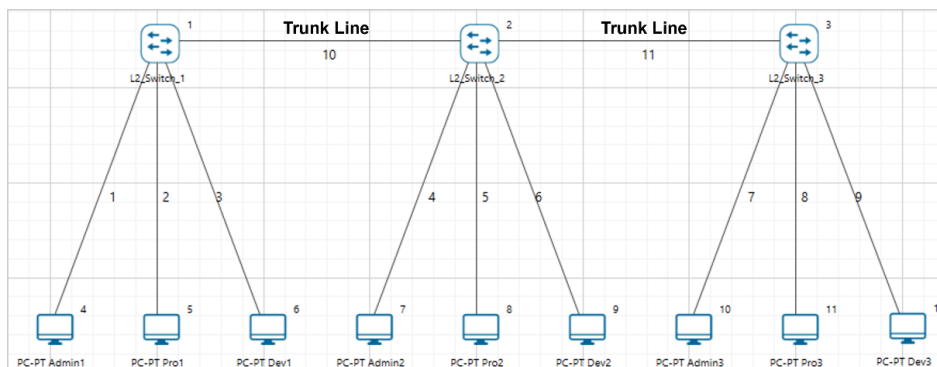 1 Trunk Line 2 Trunk Line 3
10 11
L2_Switch_1 L2_Switch_2 L2_Switch_3
1 2 3 4 5 6 7 8 9
4 5 6 7 8 9 10 11 1
PC-PT Admin1 PC-PT Pro1 PC-PT Dev1 PC-PT Admin2 PC-PT Pro2 PC-PT Dev2 PC-PT Admin3 PC-PT Pro3 PC-PT Dev3